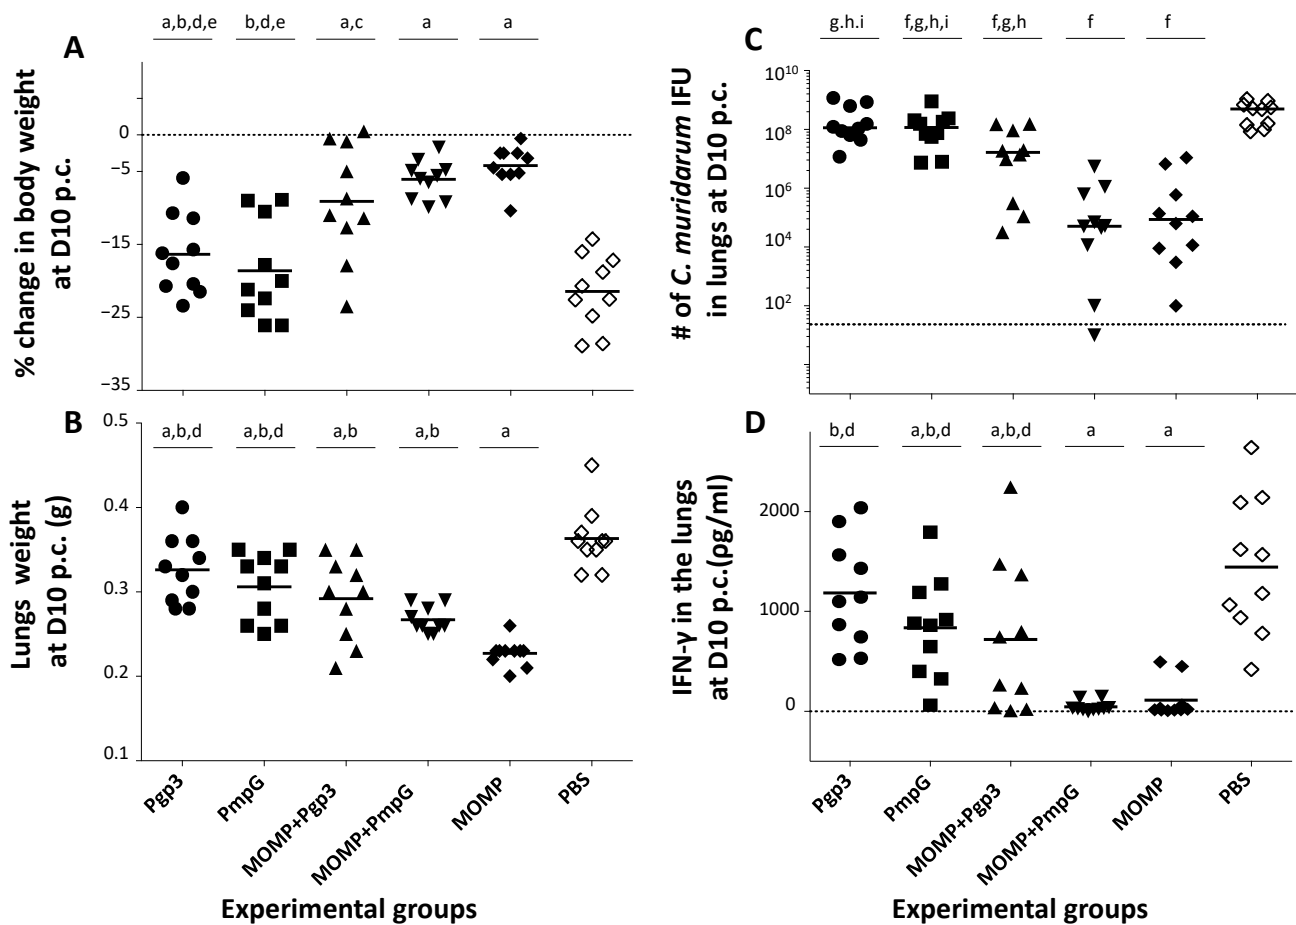 A
a,b,d,e
b,d,e
a,c
a
a
% change in body weight
at D10 p.c.
0
−5
−15
−25
−35
B
a,b,d
a,b,d
a,b
a,b
a
Lungs weight
at D10 p.c. (g)
0.5
0.4
0.3
0.2
0.1
Pgp3
PmpG
MOMP+Pgp3
MOMP+PmpG
MOMP
PBS
Experimental groups
C
g.h.i
f,g,h,i
f,g,h
f
f
# of C. muridarum IFU
in lungs at D10 p.c.
10¹⁰
10⁸
10⁶
10⁴
10²
D
b,d
a,b,d
a,b,d
a
a
IFN-γ in the lungs
at D10 p.c.(pg/ml)
2000
1000
0
Pgp3
PmpG
MOMP+Pgp3
MOMP+PmpG
MOMP
PBS
Experimental groups